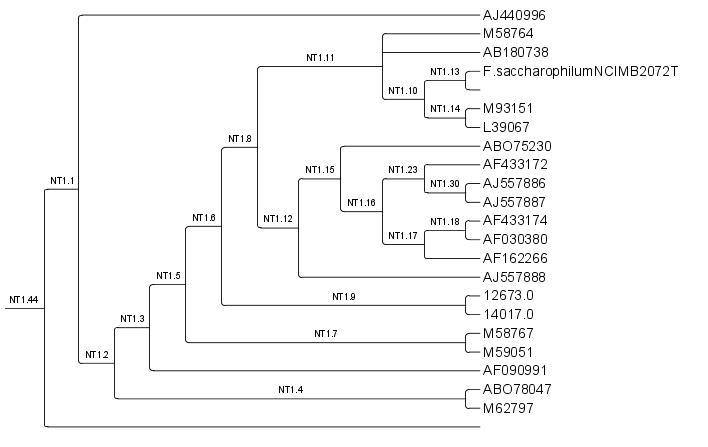 AJ440996
M58764
AB180738
NT1.11
NT1.13 F.saccharophilumNCIMB2072T
NT1.10
NT1.14 M93151
L39067
NT1.8
ABO75230
AF433172
NT1.15 NT1.23
NT1.1 NT1.30 AJ557886
AJ557887
NT1.16
NT1.6 NT1.12 NT1.18 AF433174
NT1.17 AF030380
AF162266
NT1.5 AJ557888
NT1.44 NT1.9 12673.0
14017.0
NT1.3 NT1.7 M58767
NT1.2 M59051
AF090991
NT1.4 ABO78047
M62797